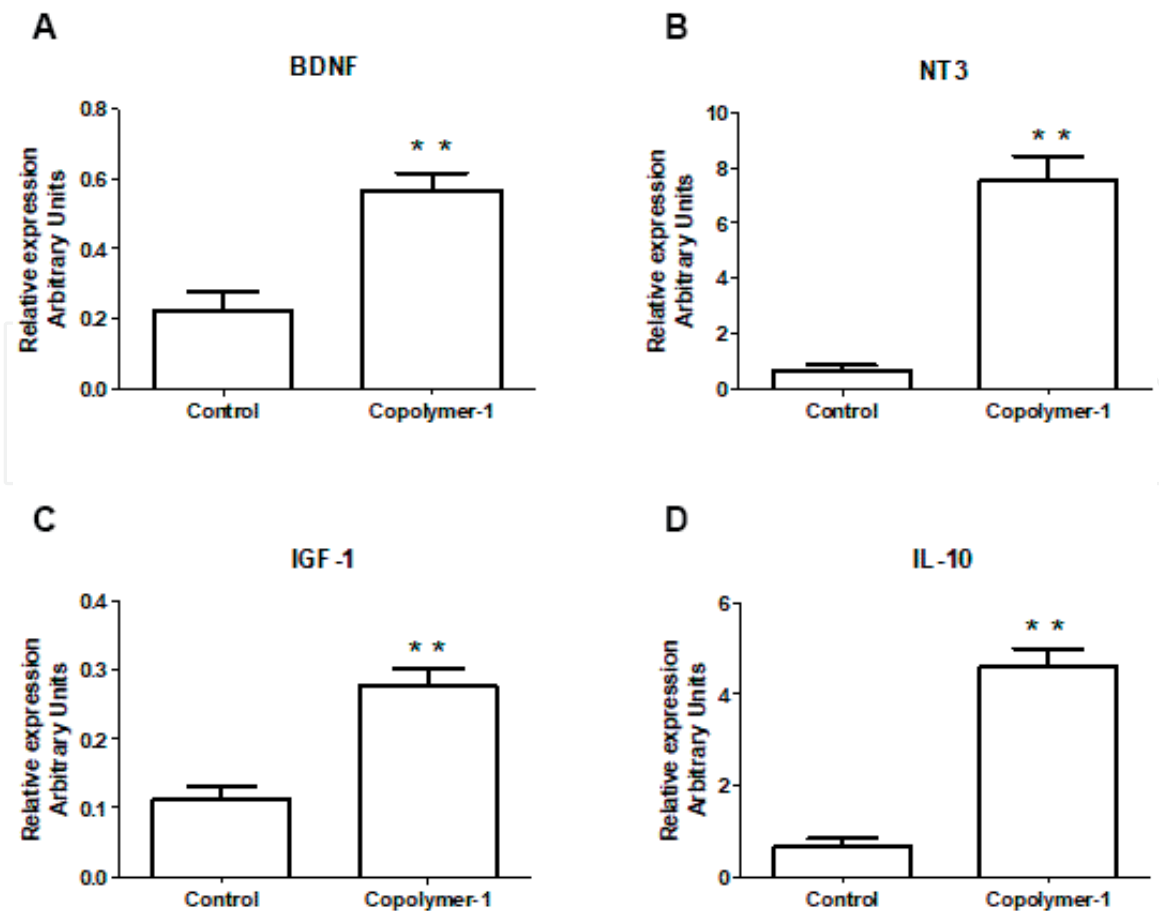 A
BDNF
Relative expression
Arbitrary Units
0.8
0.6
0.4
0.2
0.0
* *
Control
Copolymer-1
B
NT3
Relative expression
Arbitrary Units
10
8
6
4
2
0
* *
Control
Copolymer-1
C
IGF-1
Relative expression
Arbitrary Units
0.4
0.3
0.2
0.1
0.0
* *
Control
Copolymer-1
D
IL-10
Relative expression
Arbitrary Units
6
4
2
0
* *
Control
Copolymer-1